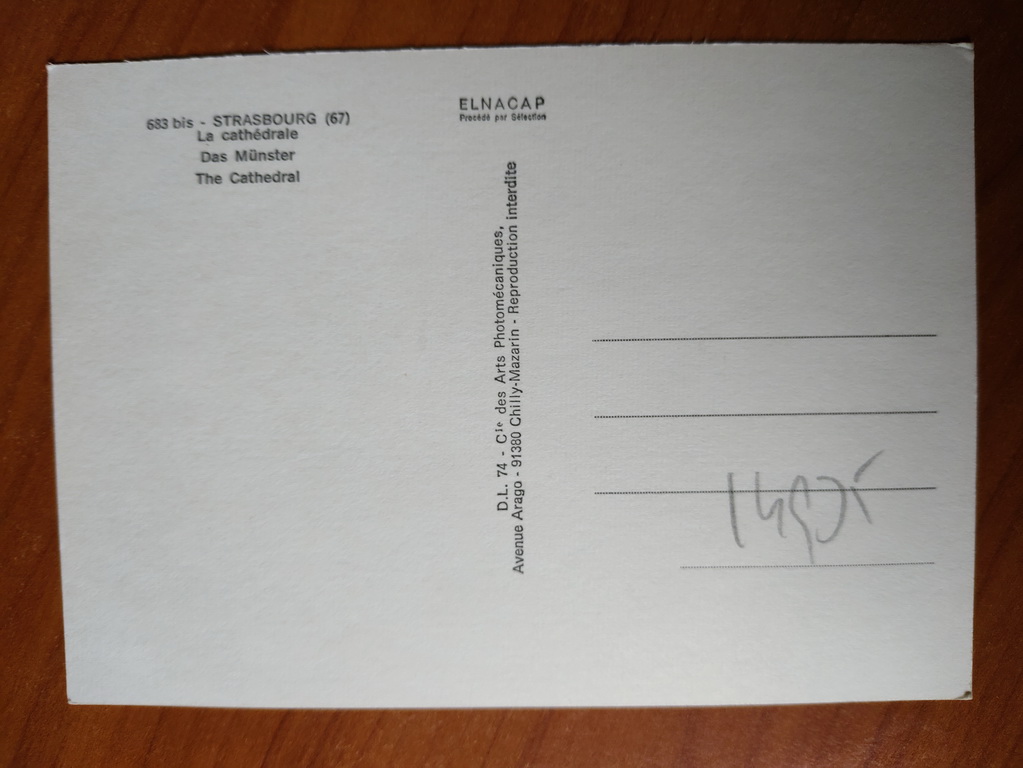 683 bis - STRASBOURG (67)
La cathédrale
Das Münster
The Cathedral
ELNACAP
Précédé par Sélection
D.L. 74 - Cie des Arts Photomécaniques,
Avenue Arago - 91380 Chilly-Mazarin - Reproduction interdite